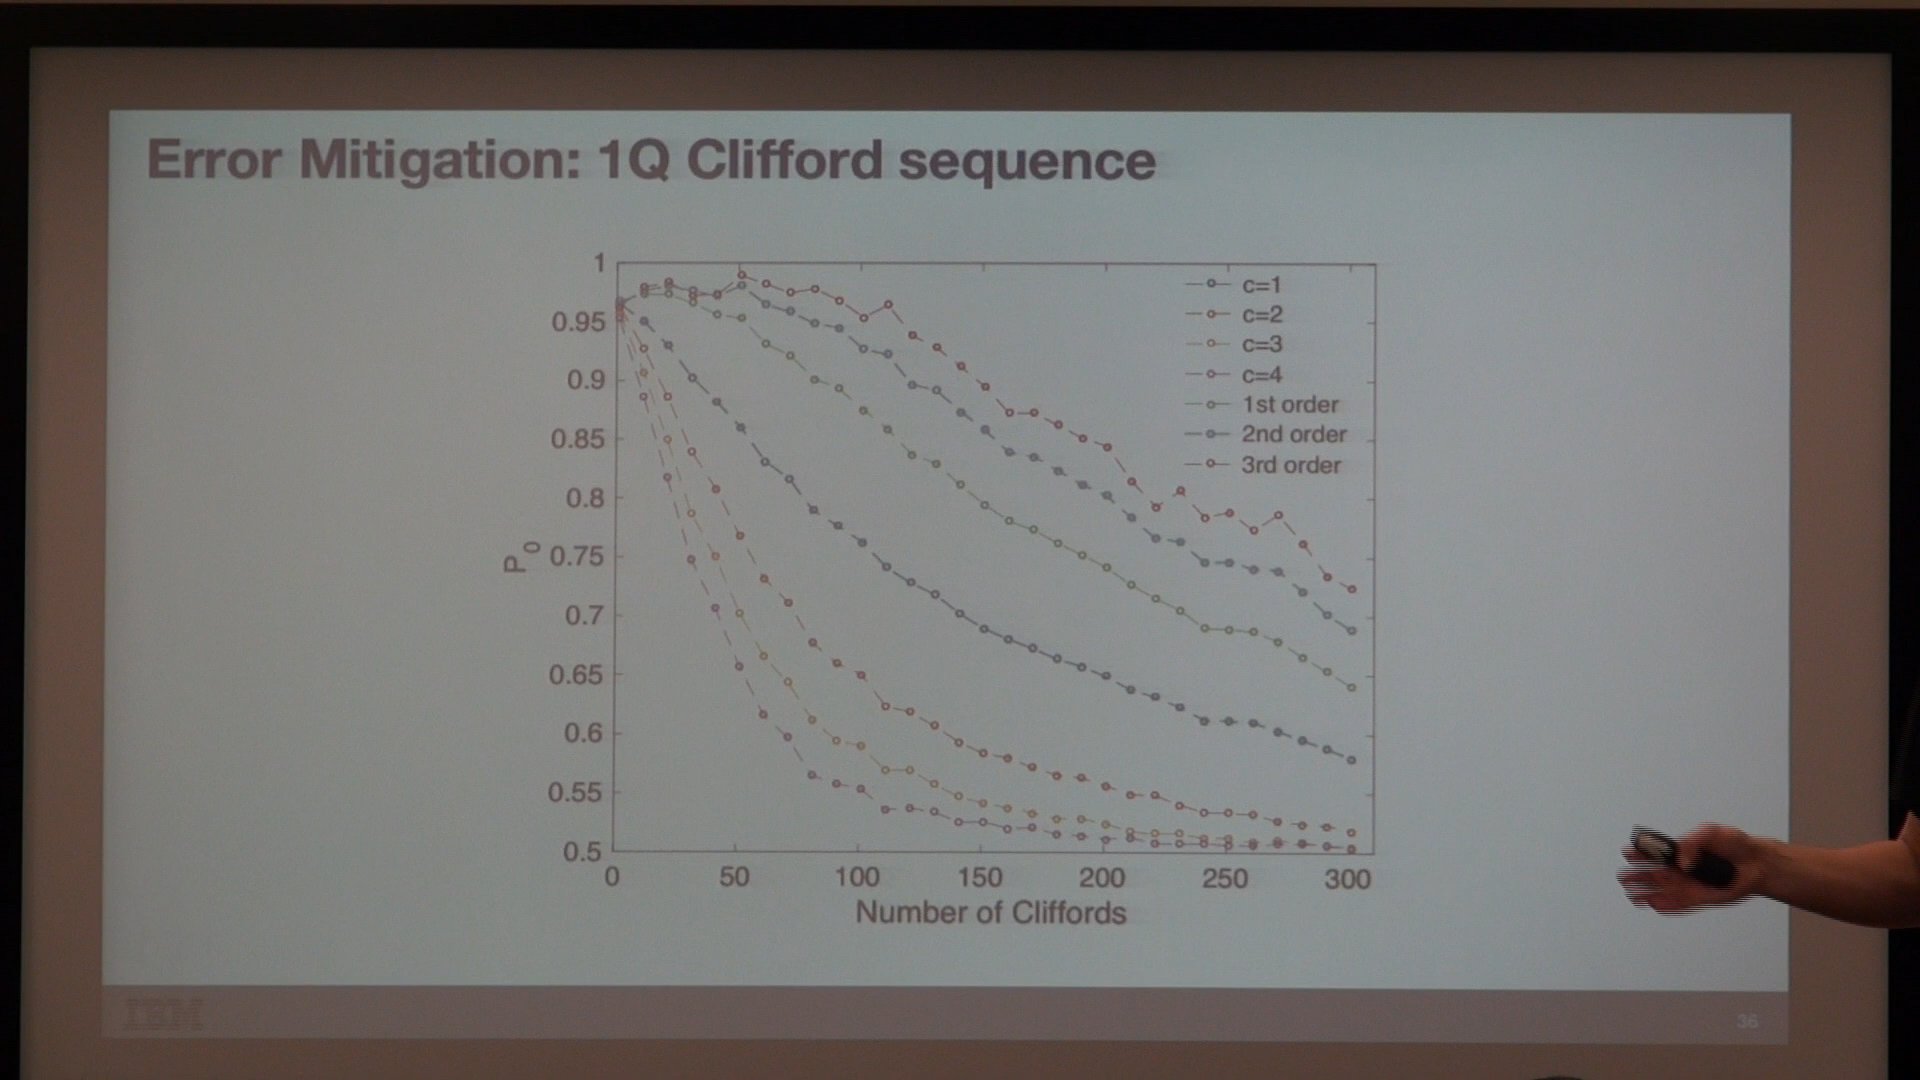 Error Mitigation: 1Q Clifford sequence
1
0.95
0.9
0.85
0.8
0.75
0.7
0.65
0.6
0.55
0.5
P0
0 50 100 150 200 250 300
Number of Cliffords
c=1
c=2
c=3
c=4
1st order
2nd order
3rd order
IBM
36